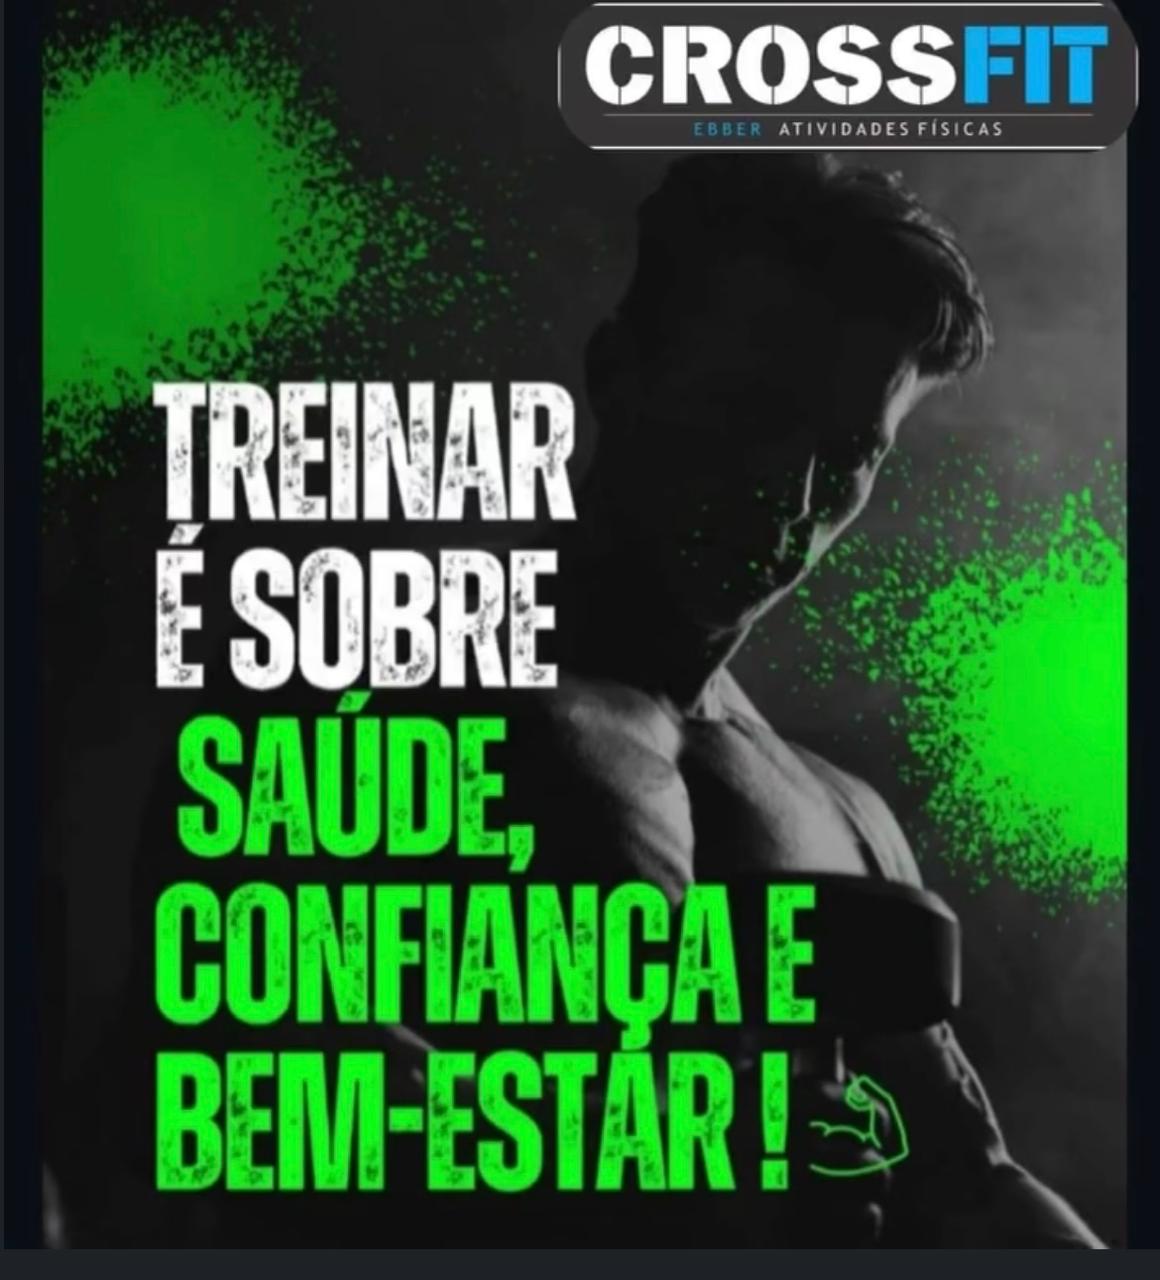 CROSSFIT
EBBER ATIVIDADES FÍSICAS
TREINAR
É SOBRE
SAÚDE,
CONFIANÇA E
BEM-ESTAR !